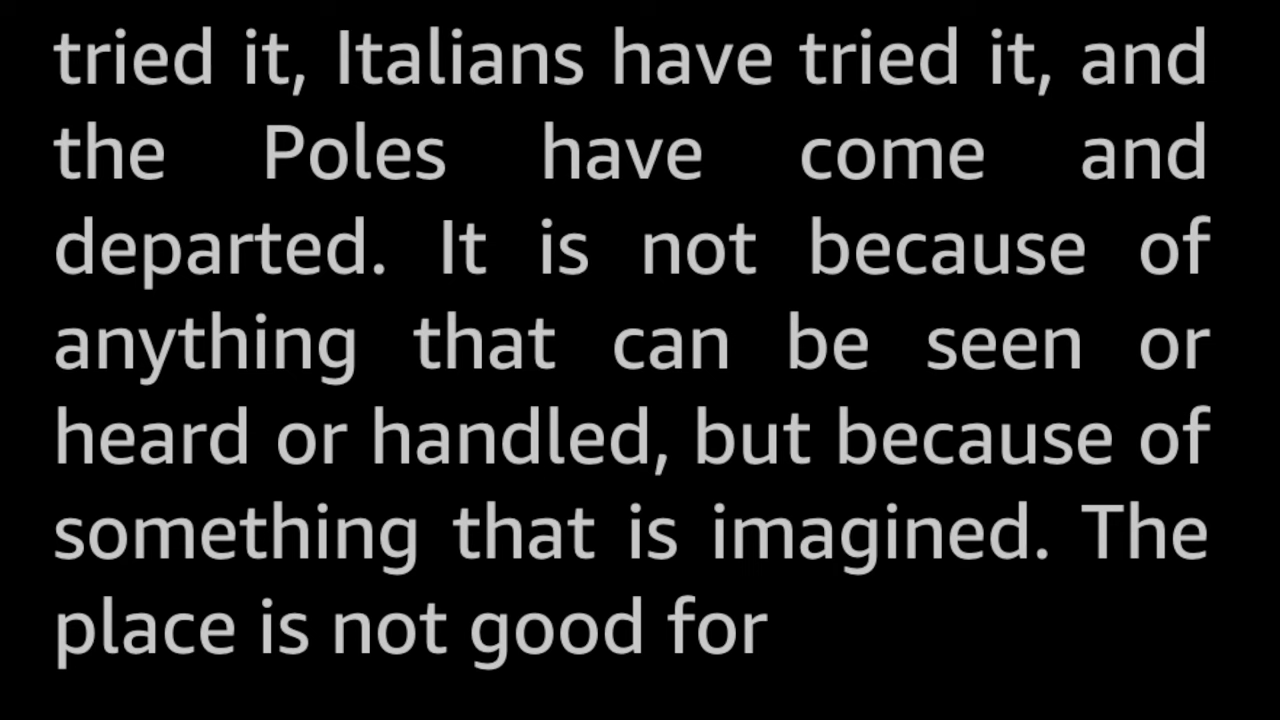 tried it, Italians have tried it, and
the Poles have come and
departed. It is not because of
anything that can be seen or
heard or handled, but because of
something that is imagined. The
place is not good for